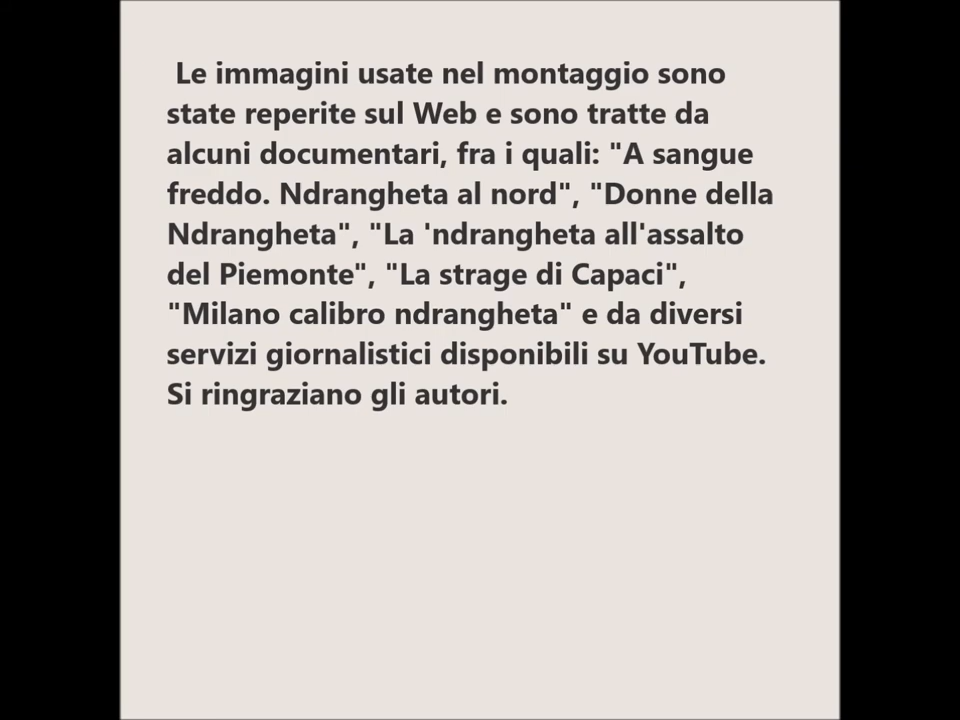 Le immagini usate nel montaggio sono
state reperite sul Web e sono tratte da
alcuni documentari, fra i quali: "A sangue
freddo. Ndrangheta al nord", "Donne della
Ndrangheta", "La 'ndrangheta all'assalto
del Piemonte", "La strage di Capaci",
"Milano calibro ndrangheta" e da diversi
servizi giornalistici disponibili su YouTube.
Si ringraziano gli autori.